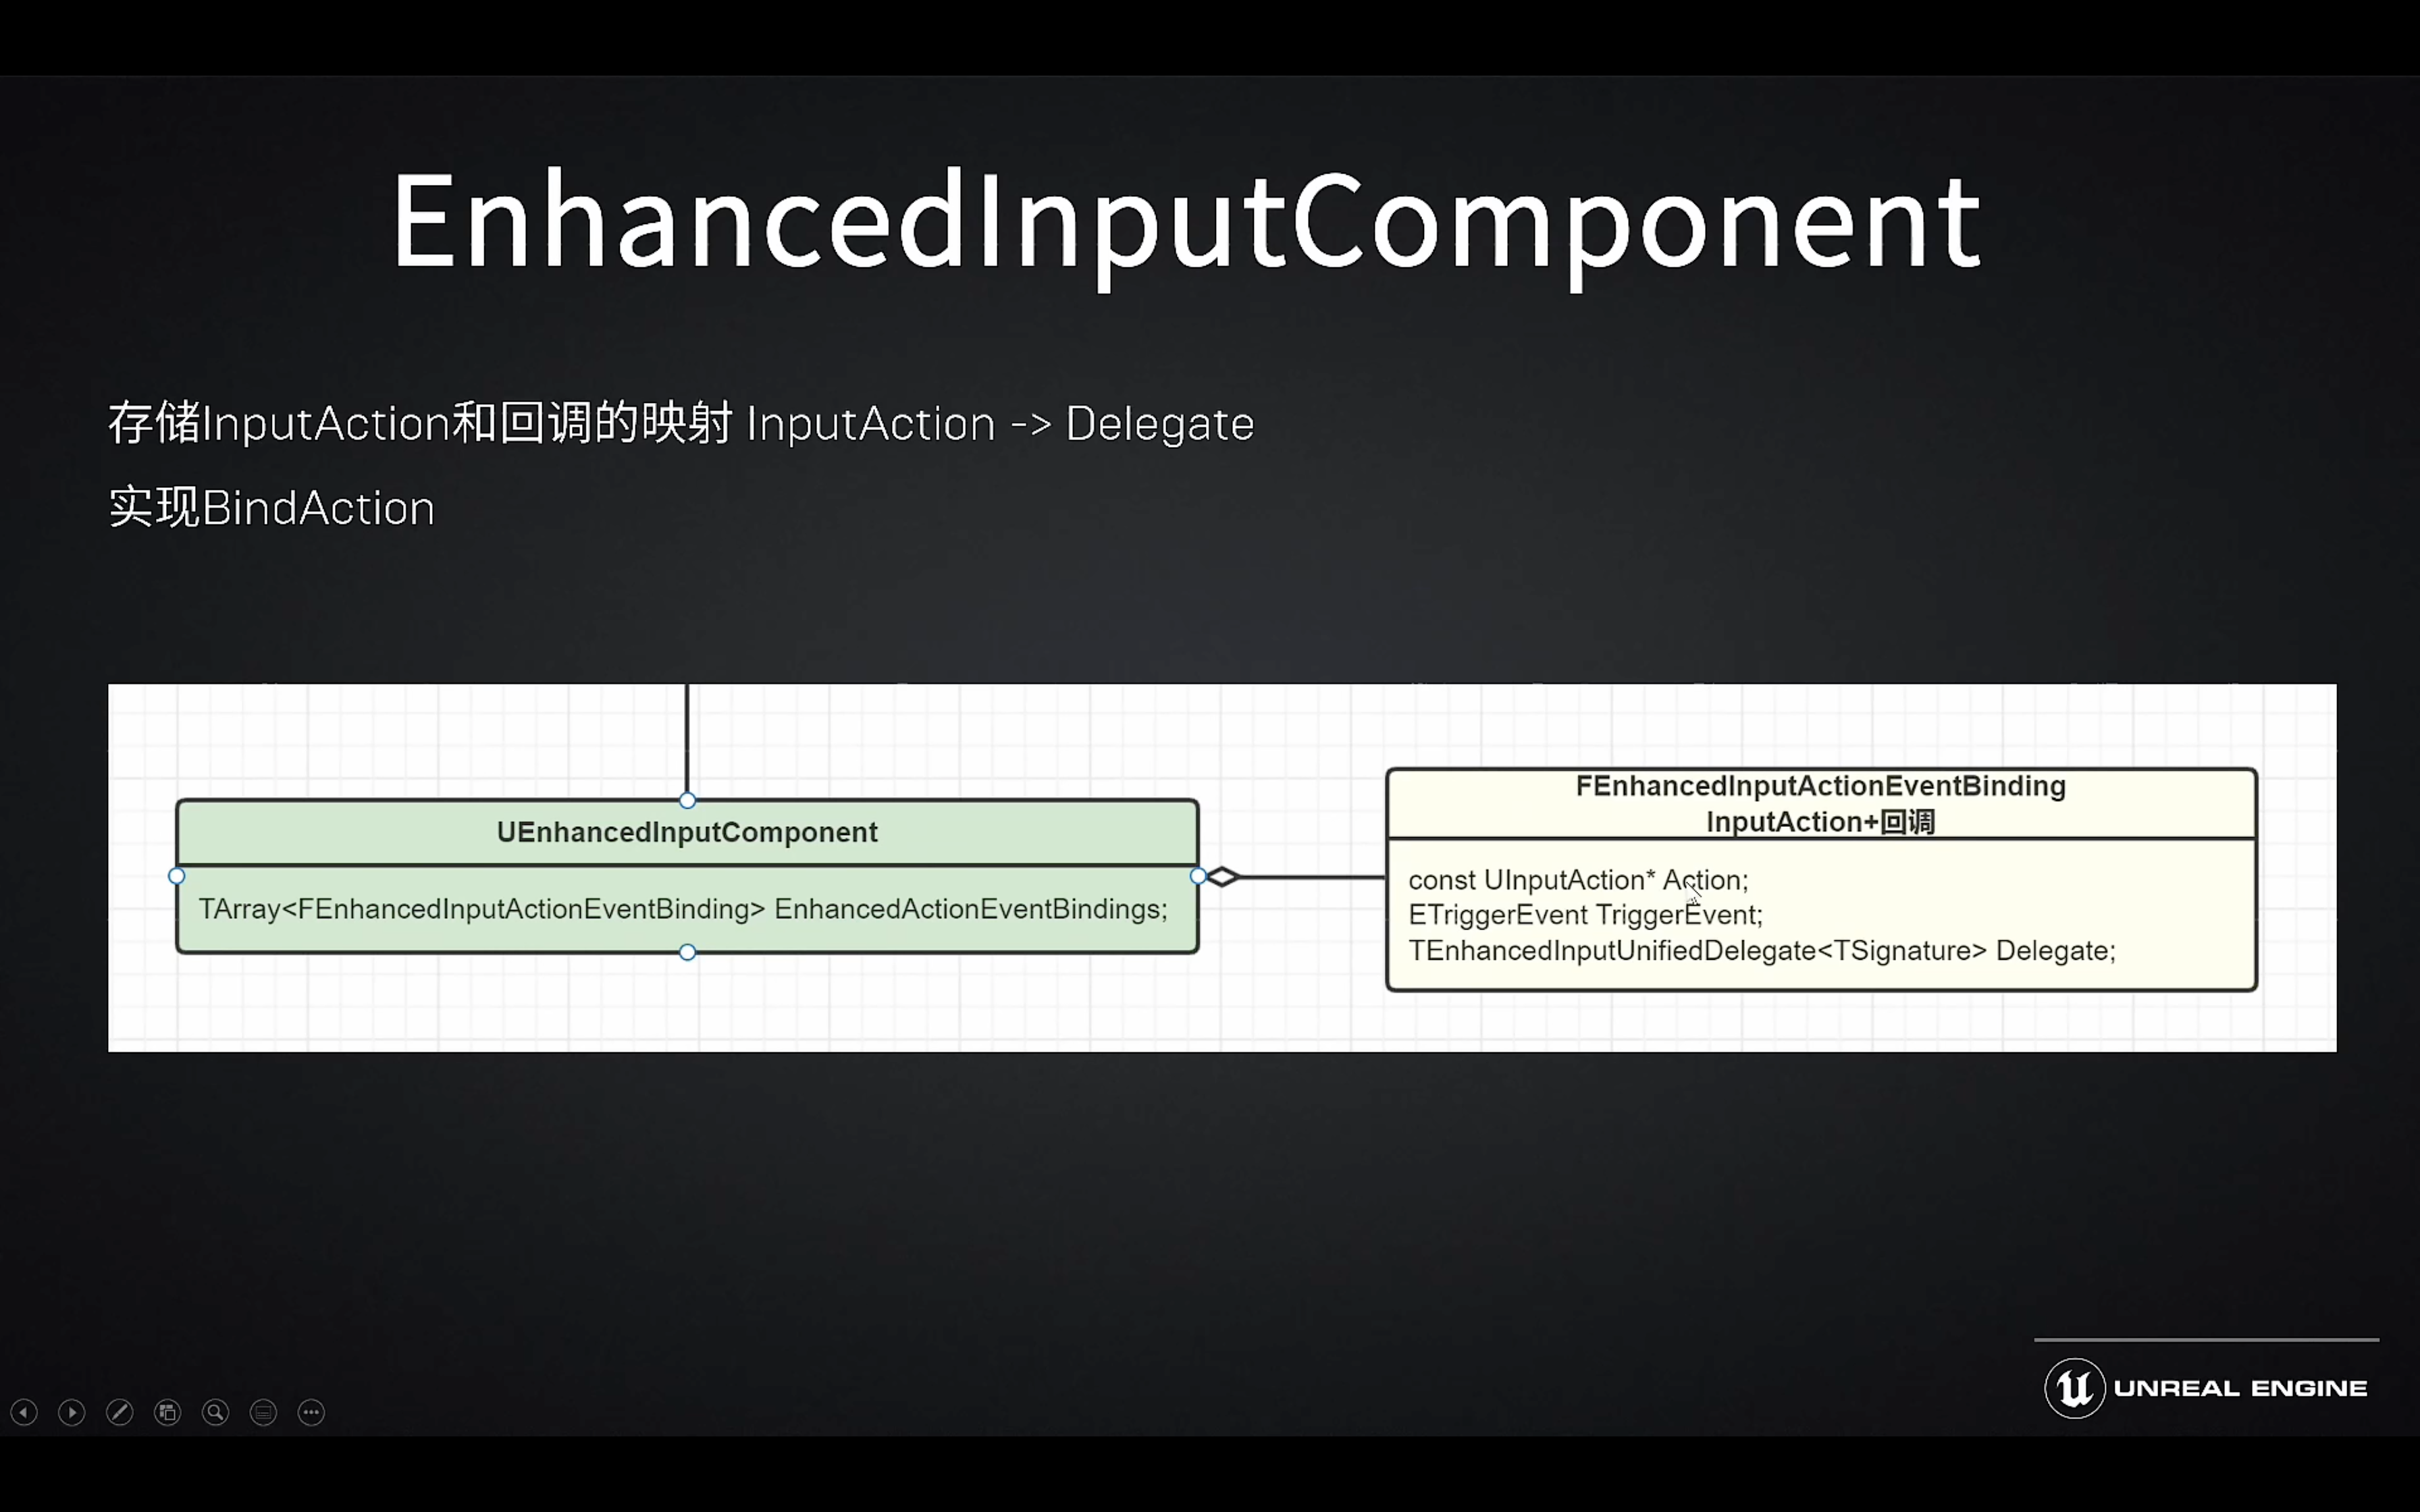 EnhancedInputComponent
存储InputAction和回调的映射 InputAction -> Delegate
实现BindAction
UEnhancedInputComponent
TArray<FEnhancedInputActionEventBinding> EnhancedActionEventBindings;
FEnhancedInputActionEventBinding
InputAction+回调
const UInputAction* Action;
ETriggerEvent TriggerEvent;
TEnhancedInputUnifiedDelegate<TSignature> Delegate;
UNREAL ENGINE